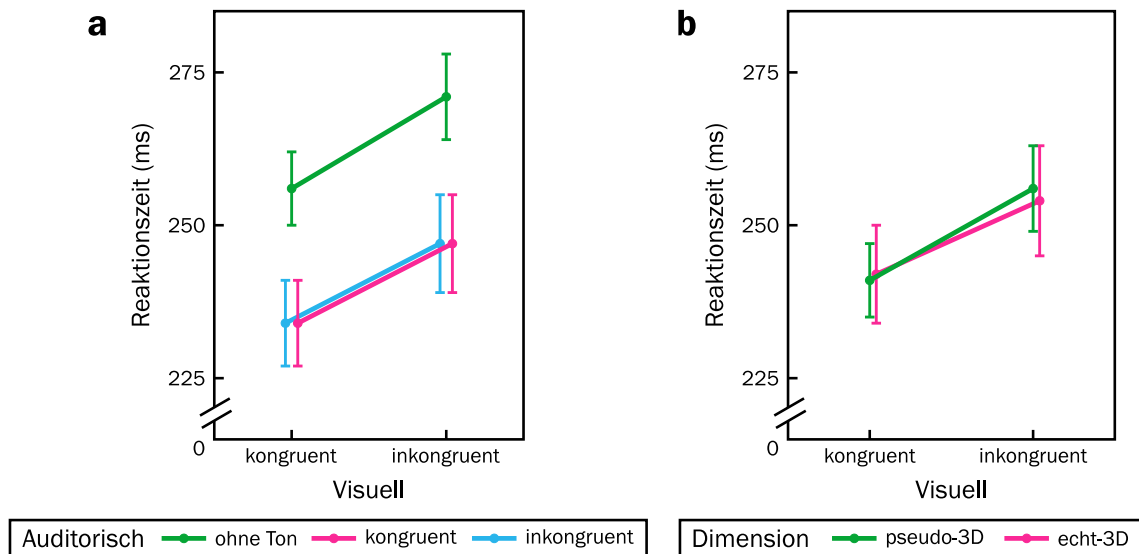 a
275
250
225
0
Reaktionszeit (ms)
kongruent inkongruent
Visuell
Auditorisch ohne Ton kongruent inkongruent
b
275
250
225
0
Reaktionszeit (ms)
kongruent inkongruent
Visuell
Dimension pseudo-3D echt-3D